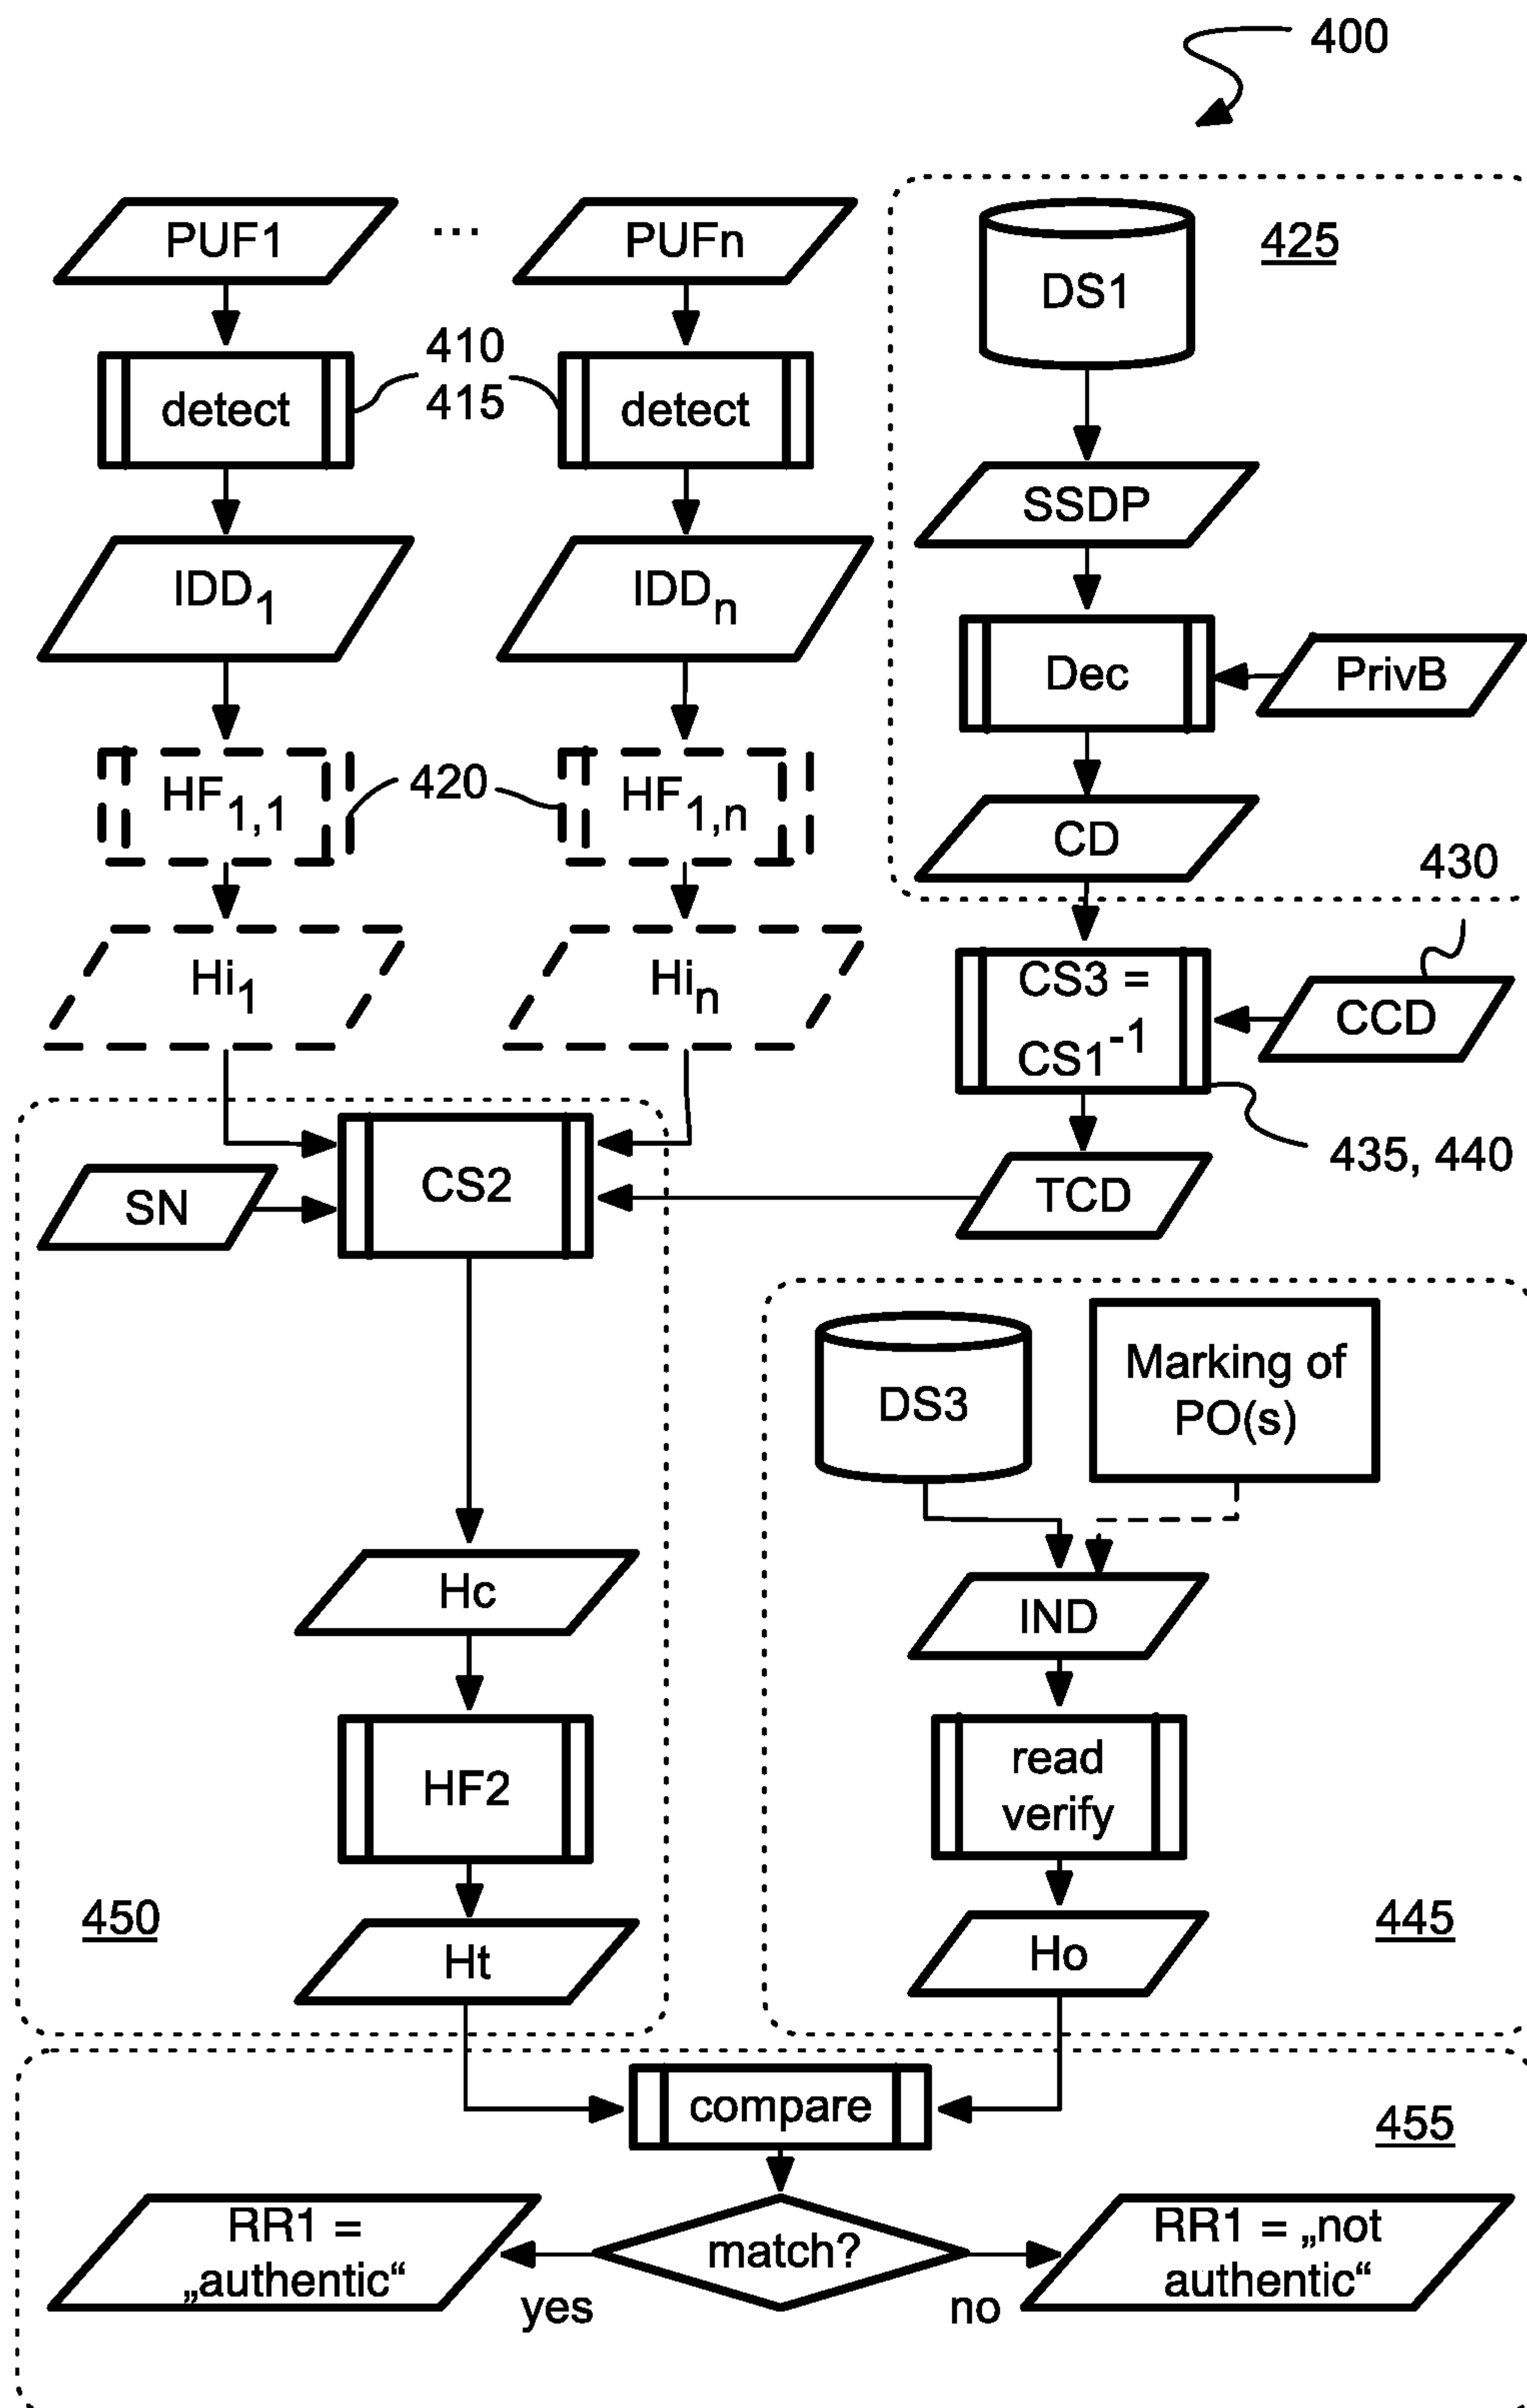 400
PUF1
...
PUFn
DS1
425
detect
410
415
detect
SSDP
IDD1
IDDn
Dec
PrivB
HF1,1
420
HF1,n
CD
430
Hi1
Hin
CS3 =
CS1-1
CCD
435, 440
SN
CS2
TCD
DS3
Marking of
PO(s)
Hc
IND
HF2
read
verify
450
Ht
Ho
445
compare
455
RR1 =
„authentic“
match?
RR1 = „not
authentic“
yes
no